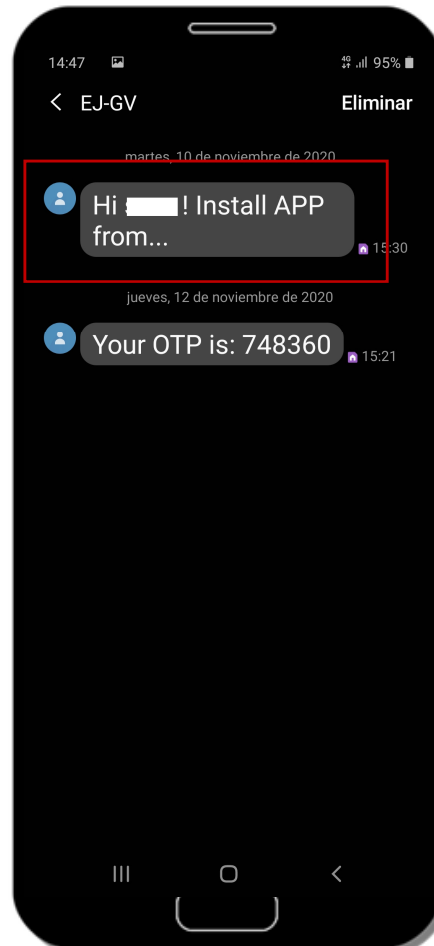 14:47 4G 95%
EJ-GV Eliminar
martes, 10 de noviembre de 2020
Hi ! Install APP
from...
15:30
jueves, 12 de noviembre de 2020
Your OTP is: 748360
15:21